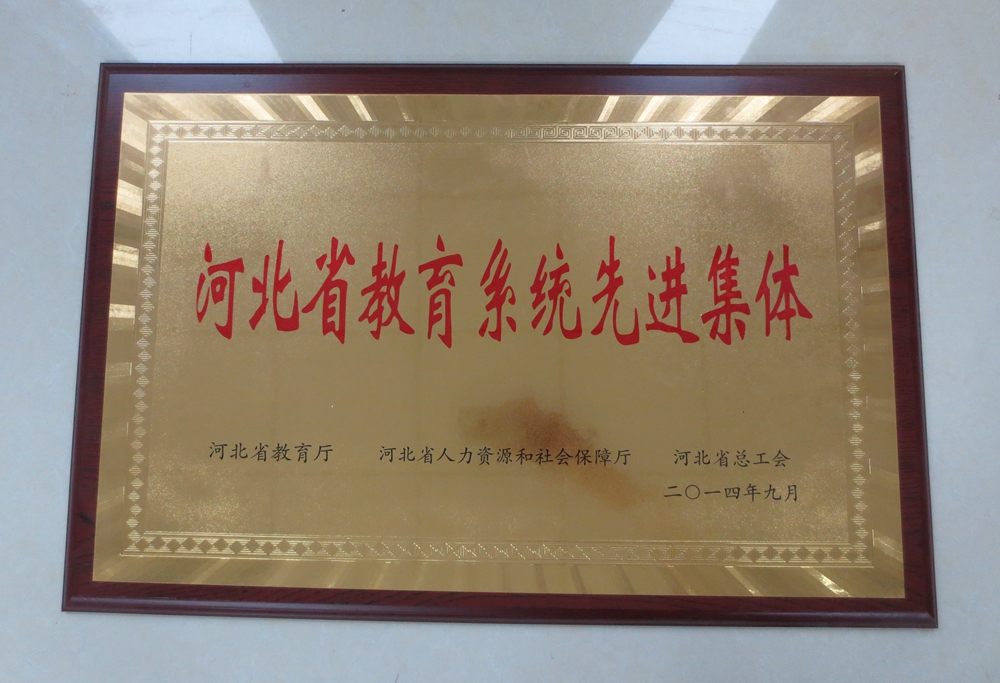 河北省教育系统先进集体
河北省教育厅 河北省人力资源和社会保障厅 河北省总工会
二〇一四年九月